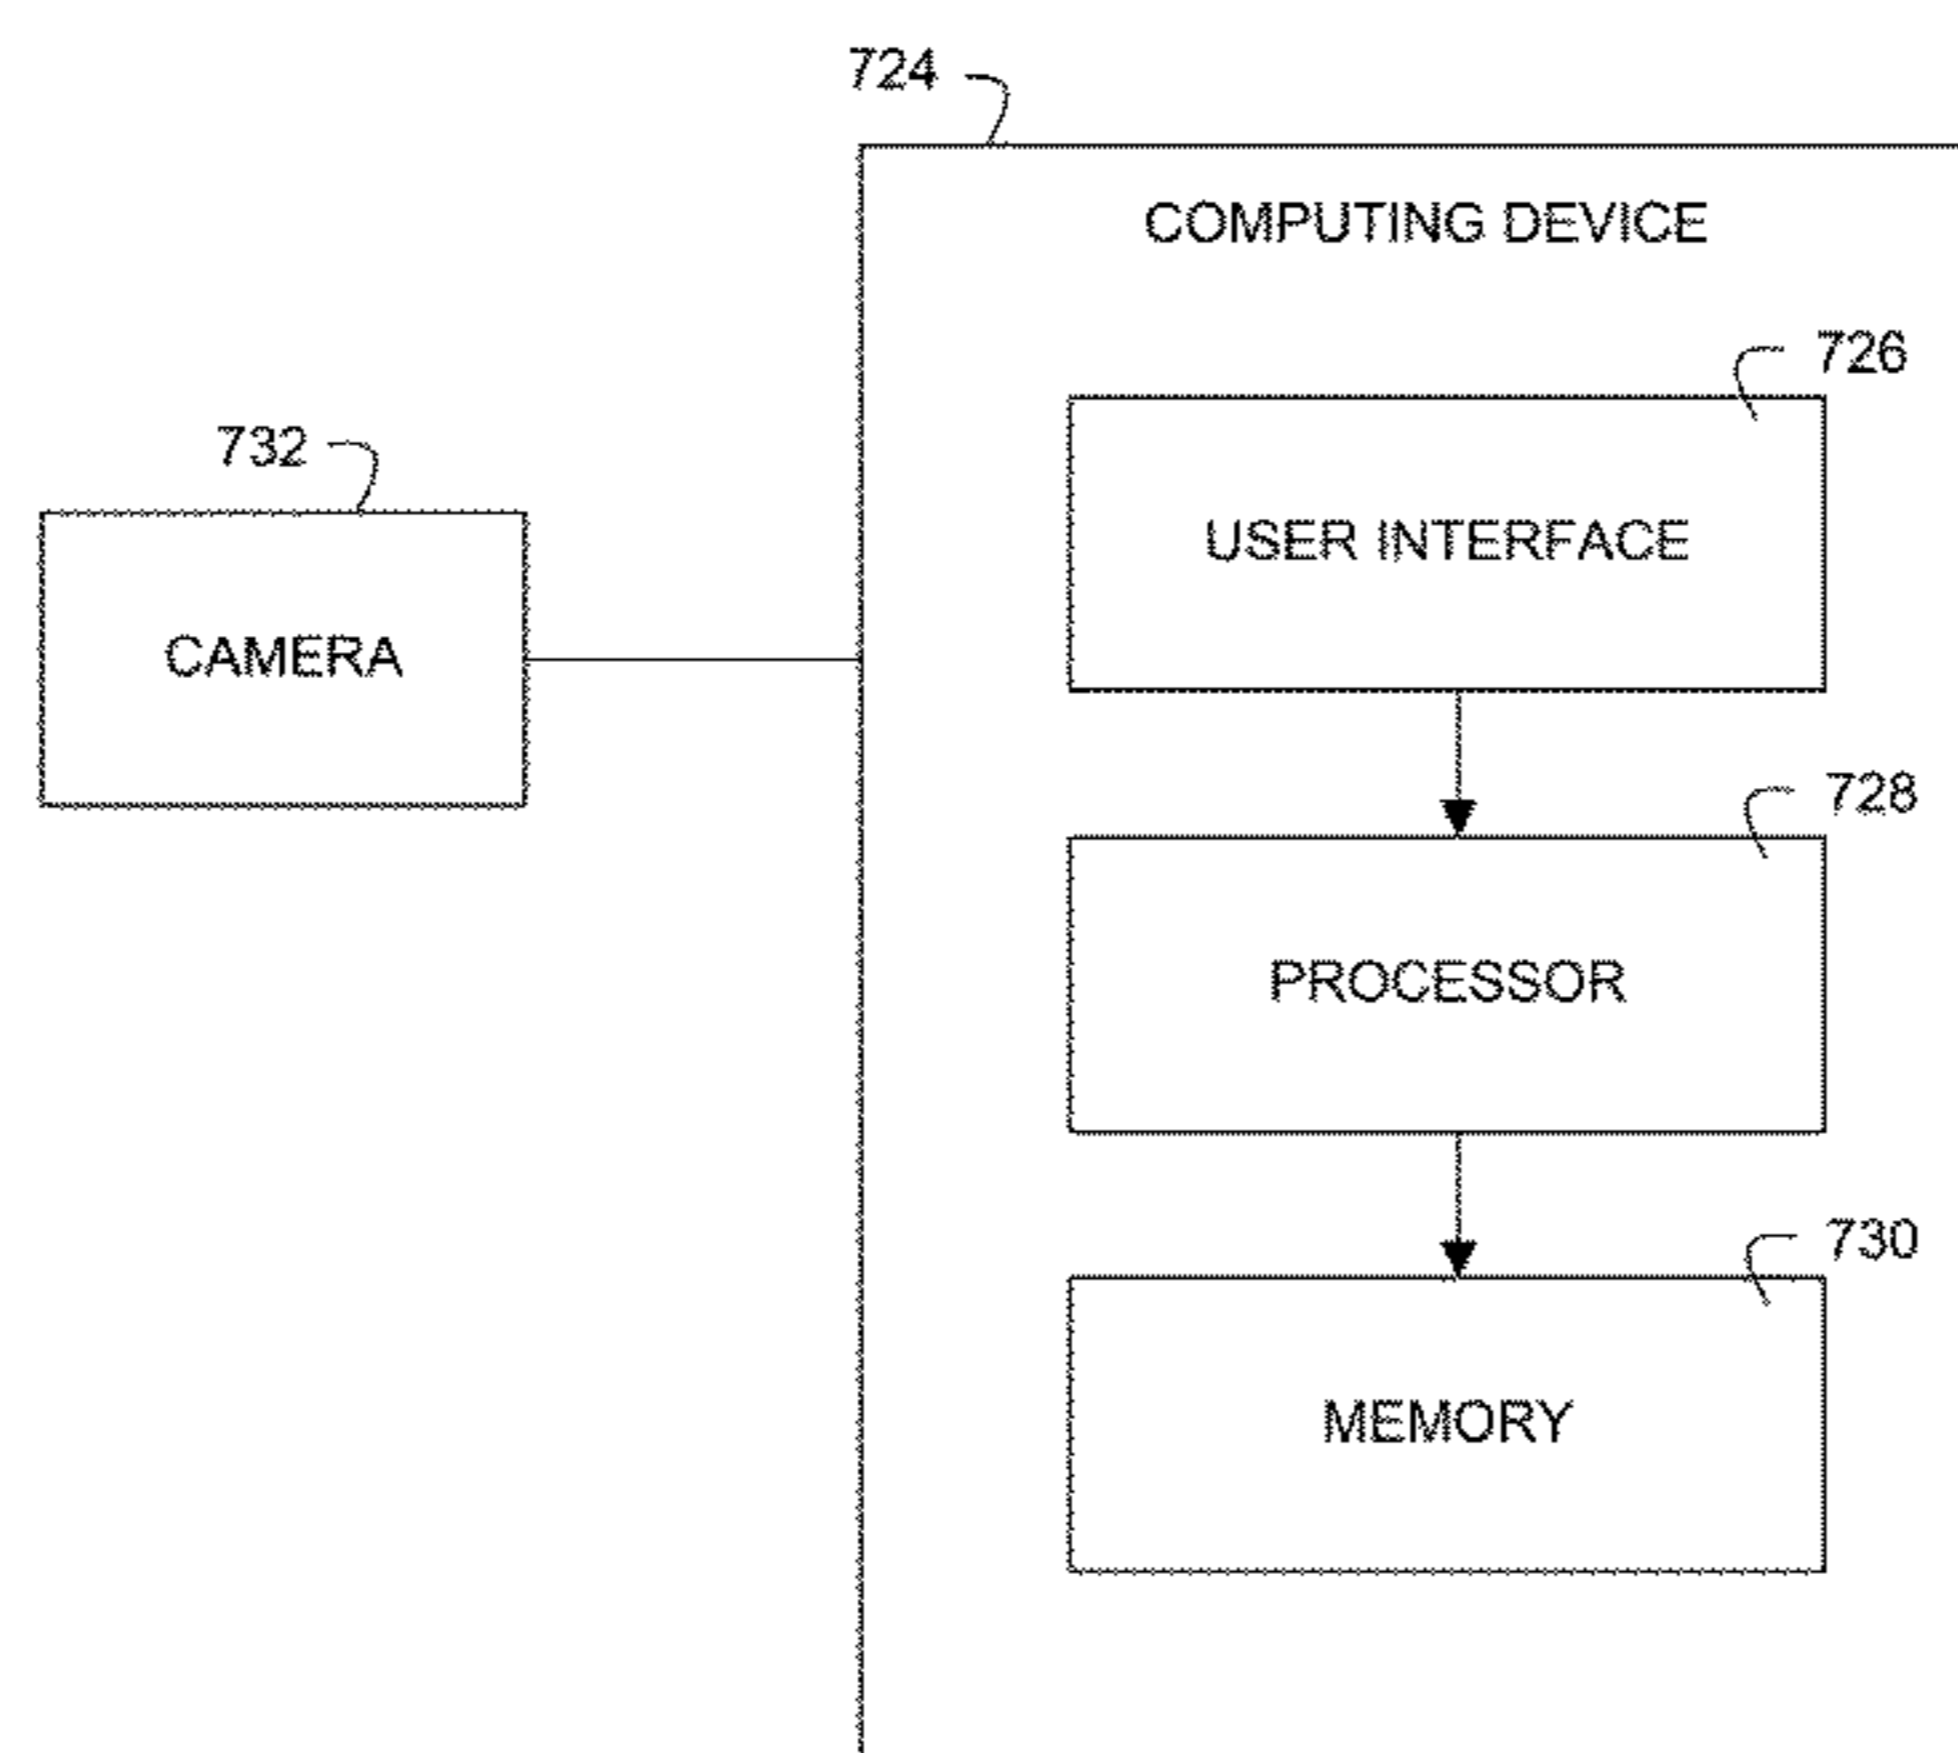 724
COMPUTING DEVICE
726
732
USER INTERFACE
CAMERA
728
PROCESSOR
730
MEMORY